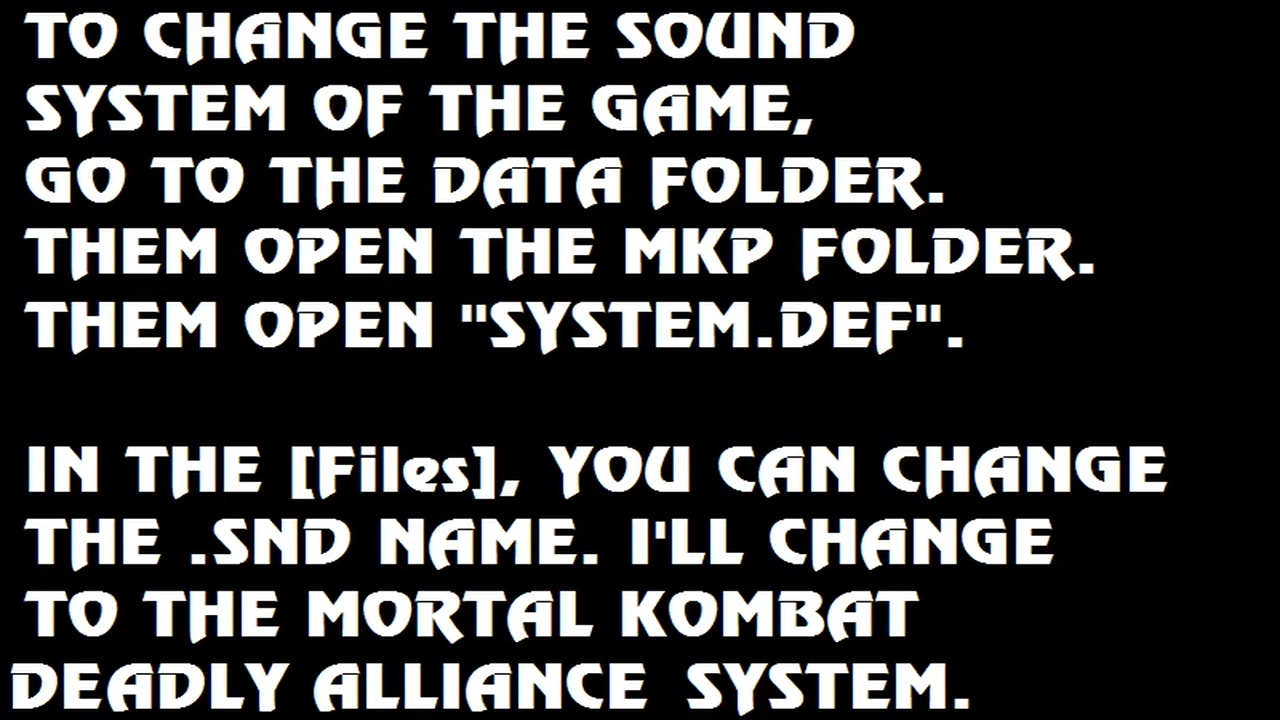 TO CHANGE THE SOUND
SYSTEM OF THE GAME,
GO TO THE DATA FOLDER.
THEM OPEN THE MKP FOLDER.
THEM OPEN "SYSTEM.DEF".
IN THE [Files], YOU CAN CHANGE
THE .SND NAME. I'LL CHANGE
TO THE MORTAL KOMBAT
DEADLY ALLIANCE SYSTEM.